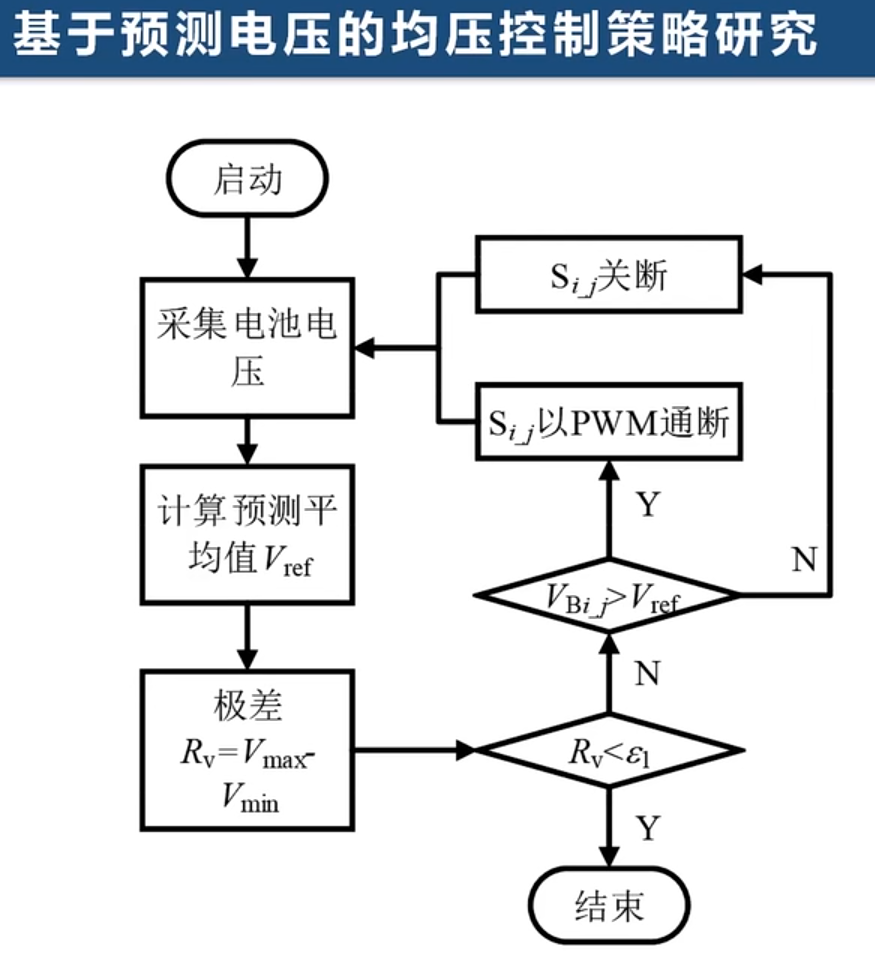 基于预测电压的均压控制策略研究
启动
采集电池电
压
计算预测平
均值Vref
极差
Rv=Vmax-
Vmin
Rv<ε1
Y
结束
N
VBi_j>Vref
Y
Si_j以PWM通断
N
Si_j关断